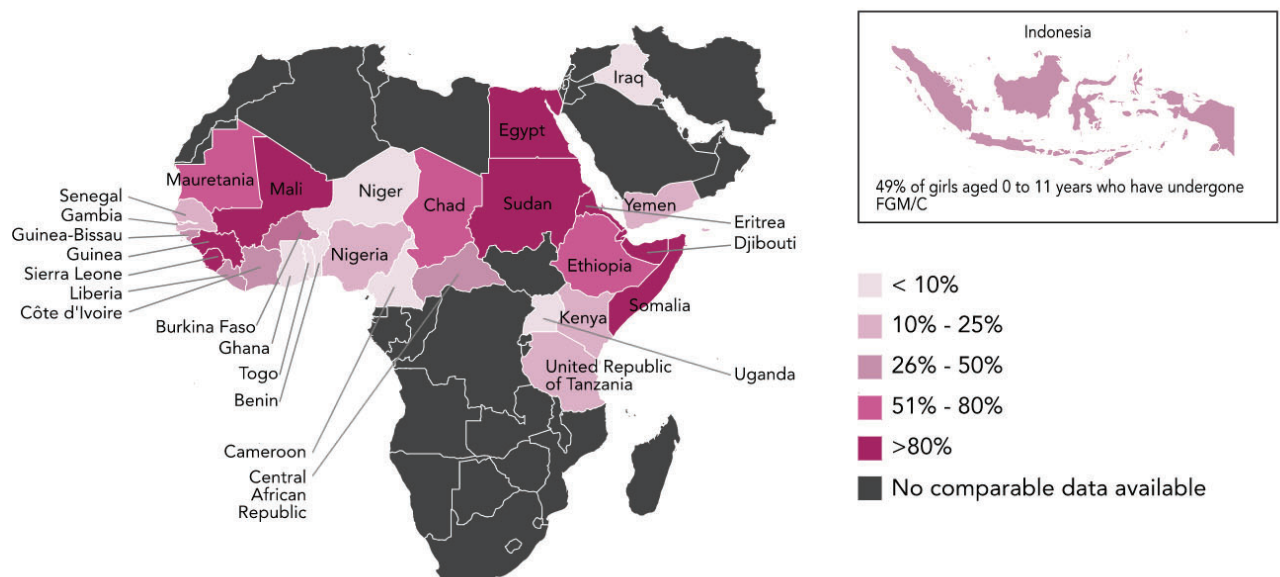 Indonesia
49% of girls aged 0 to 11 years who have undergone
FGM/C
Iraq
Egypt
Mauretania
Mali
Niger
Chad
Sudan
Yemen
Eritrea
Djibouti
Senegal
Gambia
Guinea-Bissau
Guinea
Sierra Leone
Liberia
Côte d'Ivoire
Nigeria
Ethiopia
Somalia
Kenya
Burkina Faso
Ghana
Togo
Benin
United Republic
of Tanzania
Uganda
Cameroon
Central
African
Republic
< 10%
10% - 25%
26% - 50%
51% - 80%
>80%
No comparable data available